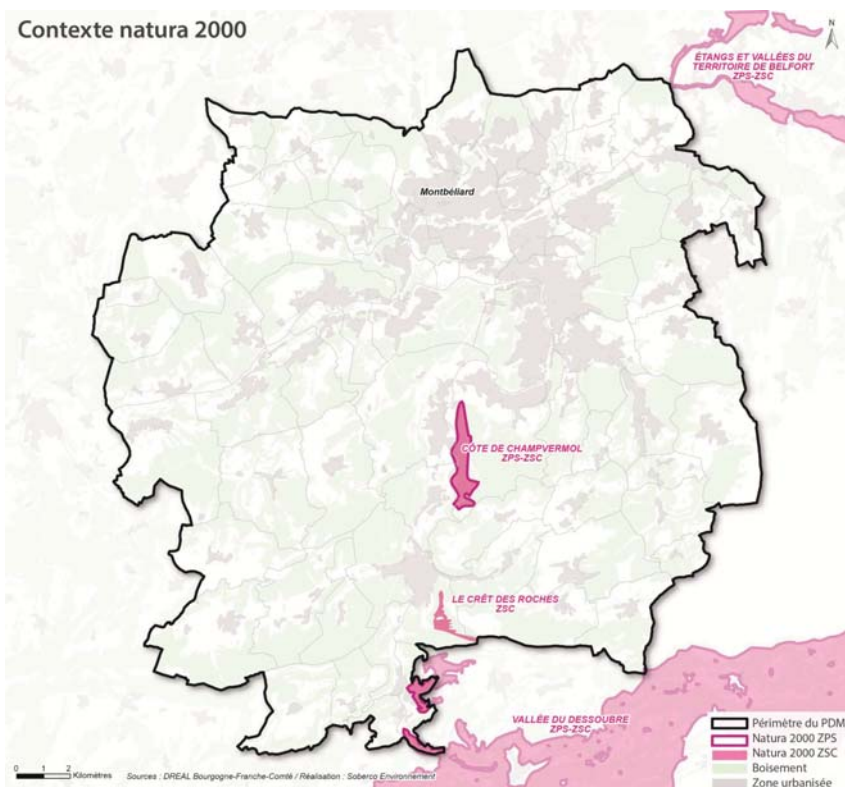 Contexte natura 2000
N
ÉTANGS ET VALLÉES DU
TERRITOIRE DE BELFORT
ZPS-ZSC
Montbéliard
CÔTE DE CHAMPVERMOL
ZPS-ZSC
LE CRÊT DES ROCHES
ZSC
VALLÉE DU DESSOUBRE
ZPS-ZSC
Périmètre du PDM
Natura 2000 ZPS
Natura 2000 ZSC
Boisement
Zone urbanisée
0 1 2
Kilomètres
Sources : DREAL Bourgogne-Franche-Comté / Réalisation : Soberco Environnement